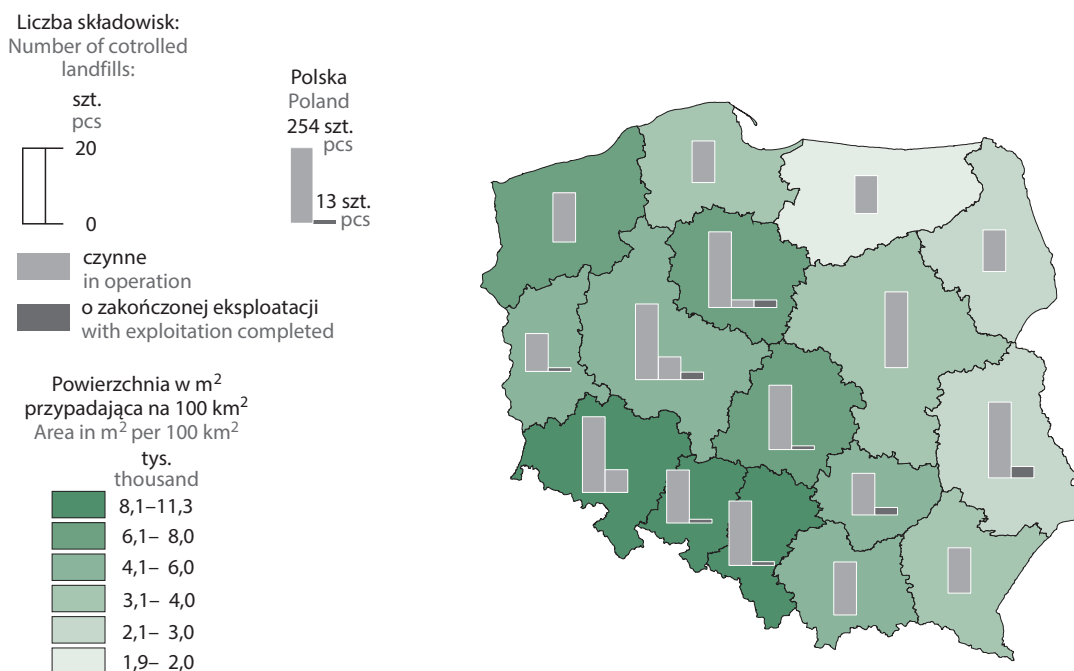 Liczba składowisk:
Number of cotrolled
landfills:
szt.
pcs
20
0
Polska
Poland
254 szt.
pcs
13 szt.
pcs
czynne
in operation
o zakończonej eksploatacji
with exploitation completed
Powierzchnia w m²
przypadająca na 100 km²
Area in m² per 100 km²
tys.
thousand
8,1–11,3
6,1– 8,0
4,1– 6,0
3,1– 4,0
2,1– 3,0
1,9– 2,0